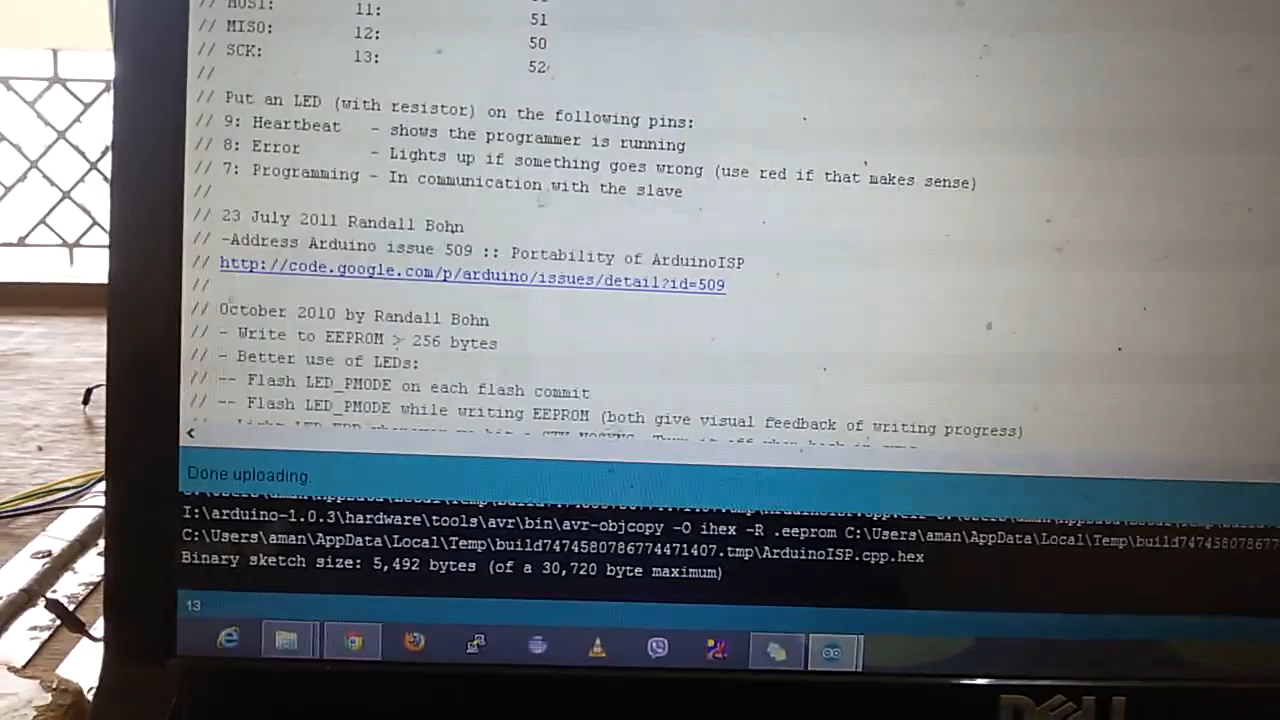 // MOSI: 11:
51
// MISO: 12:
50
// SCK: 13:
52
//
// Put an LED (with resistor) on the following pins:
// 9: Heartbeat - shows the programmer is running
// 8: Error - Lights up if something goes wrong (use red if that makes sense)
// 7: Programming - In communication with the slave
//
// 23 July 2011 Randall Bohn
// -Address Arduino issue 509 :: Portability of ArduinoISP
// http://code.google.com/p/arduino/issues/detail?id=509
//
// October 2010 by Randall Bohn
// - Write to EEPROM > 256 bytes
// - Better use of LEDs:
// -- Flash LED_PMODE on each flash commit
// -- Flash LED_PMODE while writing EEPROM (both give visual feedback of writing progress)
Done uploading.
I:\arduino-1.0.3\hardware\tools\avr\bin\avr-objcopy -O ihex -R .eeprom C:\Users\aman\AppData\Local\Temp\build747458078677
C:\Users\aman\AppData\Local\Temp\build7474580786774471407.tmp\ArduinoISP.cpp.hex
Binary sketch size: 5,492 bytes (of a 30,720 byte maximum)
13
DELL